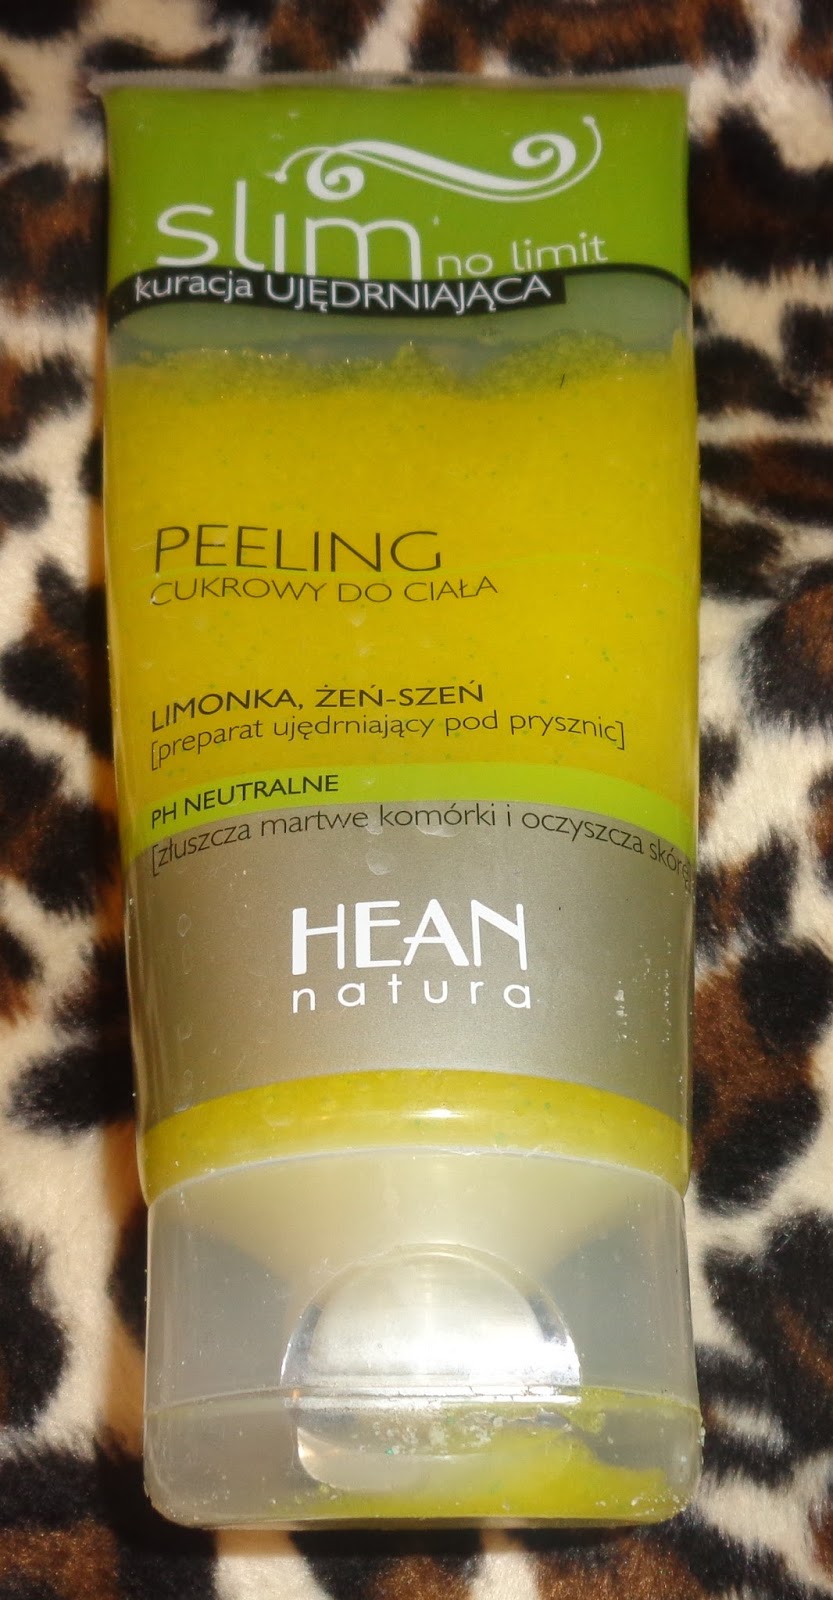 slim no limit
kuracja UJĘDRNIAJĄCA
PEELING
CUKROWY DO CIAŁA
LIMONKA, ŻEŃ-SZEŃ
[preparat ujędrniający pod prysznic]
PH NEUTRALNE
[złuszcza martwe komórki i oczyszcza skórę
HEAN
natura